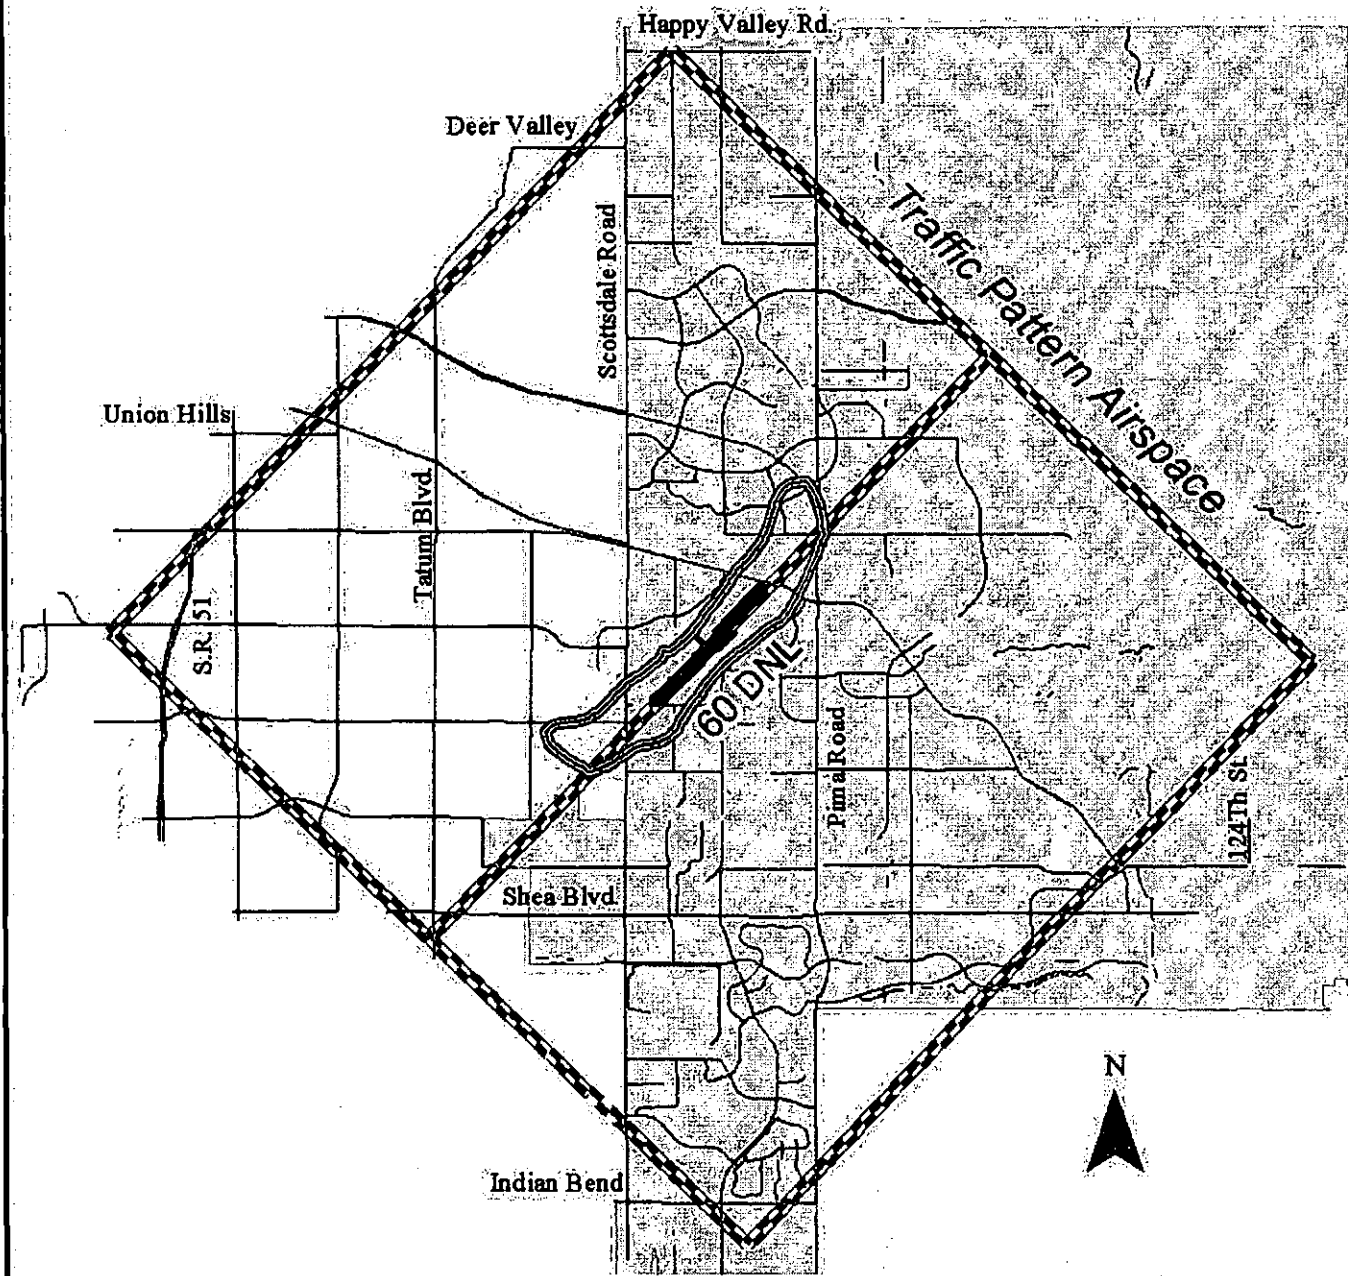 Happy Valley Rd.
Deer Valley
Scottsdale Road
Traffic Pattern Airspace
Union Hills
Tatum Blvd.
S.R. 51
60 DNL
Pima Road
124Th St.
Shea Blvd
N
Indian Bend